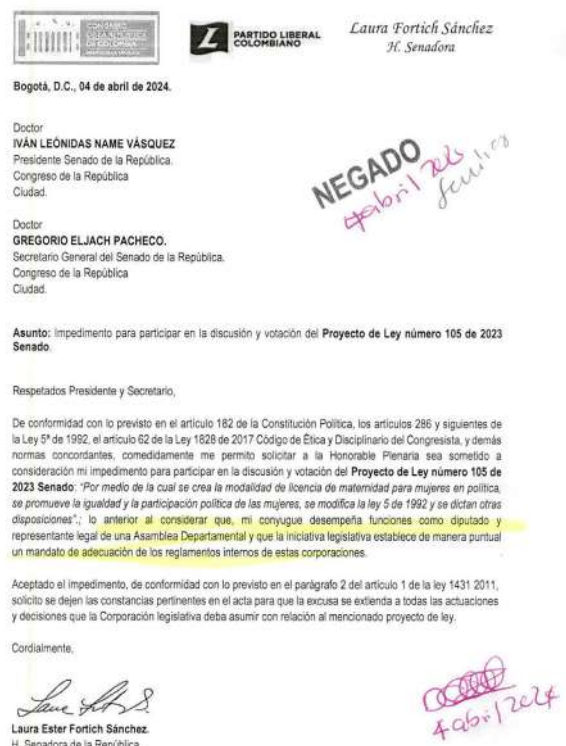 CONGRESO
DE LA REPÚBLICA
DE COLOMBIA
PARTIDO LIBERAL
COLOMBIANO
Laura Fortich Sánchez
H. Senadora
Bogotá, D.C., 04 de abril de 2024.
Doctor
IVÁN LEÓNIDAS NAME VÁSQUEZ
Presidente Senado de la República.
Congreso de la República
Ciudad.
NEGADO
4 abril
Doctor
GREGORIO ELJACH PACHECO.
Secretario General del Senado de la República.
Congreso de la República
Ciudad.
Asunto: Impedimento para participar en la discusión y votación del Proyecto de Ley número 105 de 2023
Senado.
Respetados Presidente y Secretario,
De conformidad con lo previsto en el artículo 182 de la Constitución Política, los artículos 286 y siguientes de
la Ley 5ª de 1992, el artículo 62 de la Ley 1828 de 2017 Código de Ética y Disciplinario del Congresista, y demás
normas concordantes, comedidamente me permito solicitar a la Honorable Plenaria sea sometido a
consideración mi impedimento para participar en la discusión y votación del Proyecto de Ley número 105 de
2023 Senado: "Por medio de la cual se crea la modalidad de licencia de maternidad para mujeres en política,
se promueve la igualdad y la participación política de las mujeres, se modifica la ley 5 de 1992 y se dictan otras
disposiciones".; lo anterior al considerar que, mi conyugue desempeña funciones como diputado y
representante legal de una Asamblea Departamental y que la iniciativa legislativa establece de manera puntual
un mandato de adecuación de los reglamentos internos de estas corporaciones.
Aceptado el impedimento, de conformidad con lo previsto en el parágrafo 2 del artículo 1 de la ley 1431 2011,
solicito se dejen las constancias pertinentes en el acta para que la excusa se extienda a todas las actuaciones
y decisiones que la Corporación legislativa deba asumir con relación al mencionado proyecto de ley.
Cordialmente,
Laura Ester Fortich Sánchez.
H. Senadora de la República
4 abril 2024